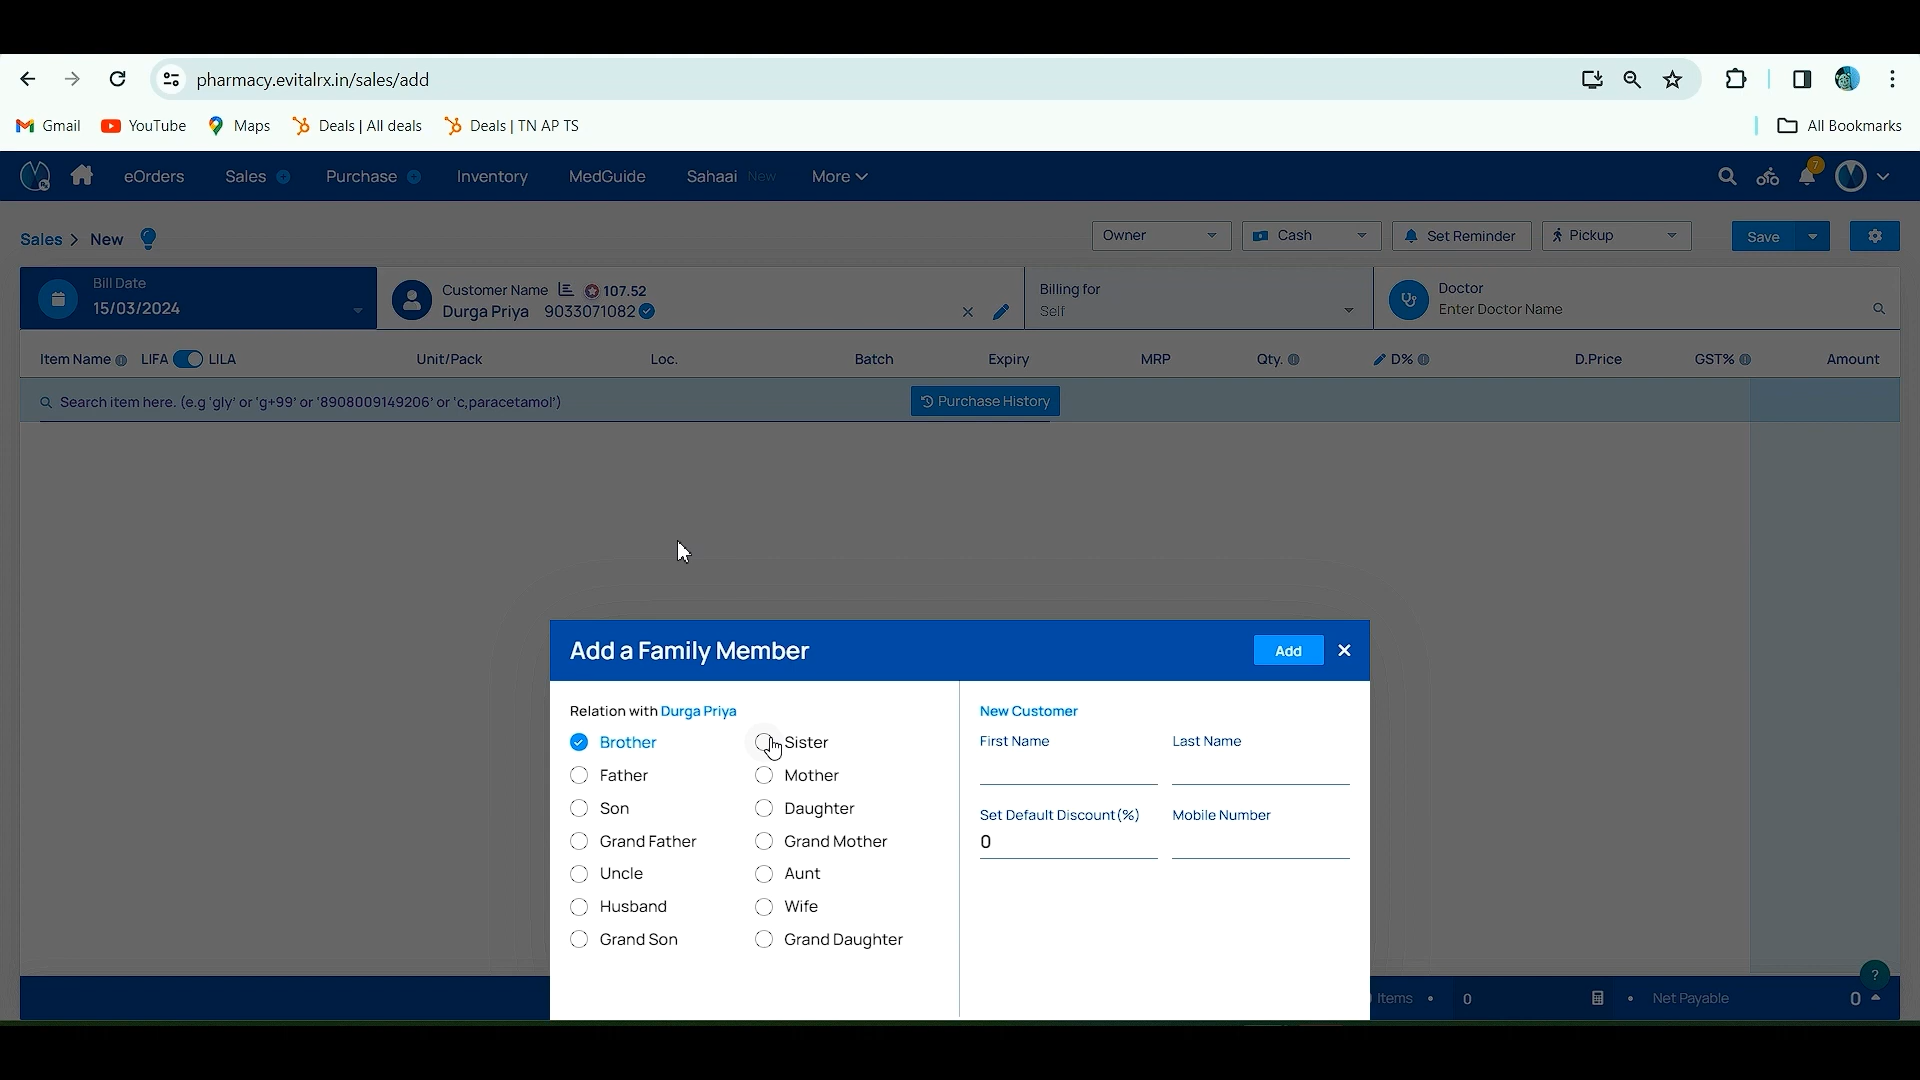 pharmacy.evitalrx.in/sales/add
Gmail YouTube Maps Deals | All deals Deals | TN AP TS All Bookmarks
eOrders Sales Purchase Inventory MedGuide Sahaai New More 7
Sales > New Owner Cash Set Reminder Pickup Save
Bill Date
15/03/2024
Customer Name 107.52
Durga Priya 9033071082
Billing for
Self
Doctor
Enter Doctor Name
Item Name LIFA LILA Unit/Pack Loc. Batch Expiry MRP Qty. D% D.Price GST% Amount
Search item here. (e.g 'gly' or 'g+99' or '8908009149206' or 'c,paracetamol') Purchase History
Add a Family Member Add
Relation with Durga Priya
Brother Sister
Father Mother
Son Daughter
Grand Father Grand Mother
Uncle Aunt
Husband Wife
Grand Son Grand Daughter
New Customer
First Name Last Name
Set Default Discount(%) Mobile Number
0
?
Items • 0 • Net Payable 0